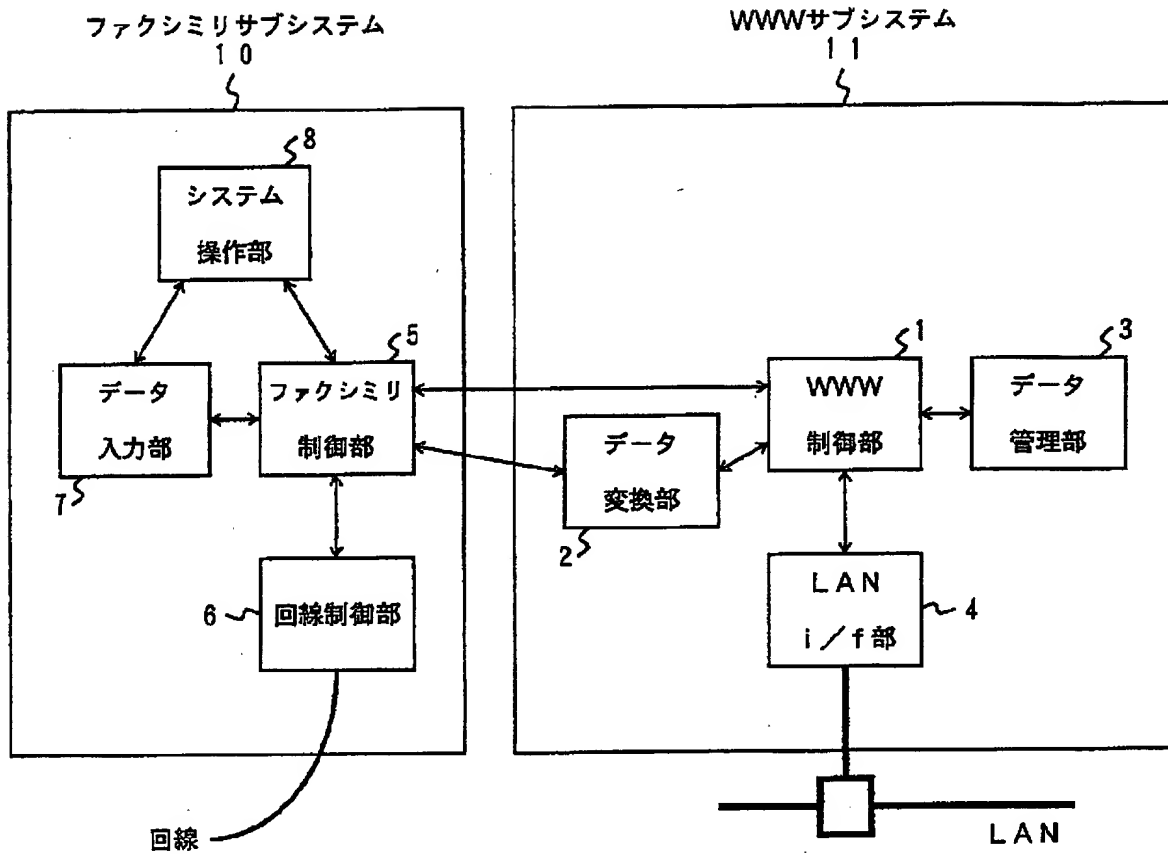 ファクシミリサブシステム
10
WWWサブシステム
11
8
システム
操作部
5
ファクシミリ
制御部
データ
入力部
7
6
回線制御部
回線
1
WWW
制御部
3
データ
管理部
データ
変換部
2
LAN
i/f部
4
LAN